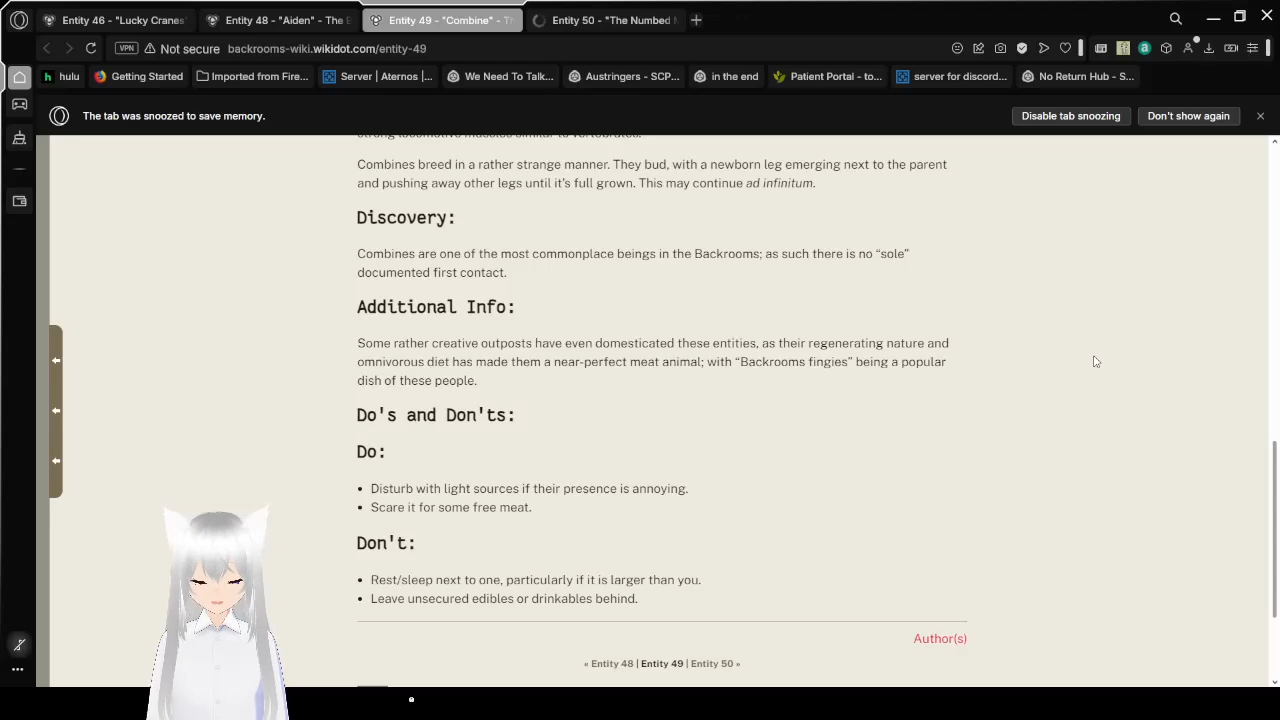 Entity 46 - "Lucky Cranes"
Entity 48 - "Aiden" - The B
Entity 49 - "Combine" - Th
Entity 50 - "The Numbed M
VPN
Not secure
backrooms-wiki.wikidot.com/entity-49
hulu
Getting Started
Imported from Fire...
Server | Aternos |...
We Need To Talk...
Austringers - SCP...
in the end
Patient Portal - to...
server for discord...
No Return Hub - S...
The tab was snoozed to save memory.
Disable tab snoozing
Don't show again
strong locomotive muscles similar to vertebrates.
Combines breed in a rather strange manner. They bud, with a newborn leg emerging next to the parent
and pushing away other legs until it's full grown. This may continue ad infinitum.
Discovery:
Combines are one of the most commonplace beings in the Backrooms; as such there is no “sole”
documented first contact.
Additional Info:
Some rather creative outposts have even domesticated these entities, as their regenerating nature and
omnivorous diet has made them a near-perfect meat animal; with “Backrooms fingies” being a popular
dish of these people.
Do's and Don'ts:
Do:
• Disturb with light sources if their presence is annoying.
• Scare it for some free meat.
Don't:
• Rest/sleep next to one, particularly if it is larger than you.
• Leave unsecured edibles or drinkables behind.
Author(s)
« Entity 48 | Entity 49 | Entity 50 »